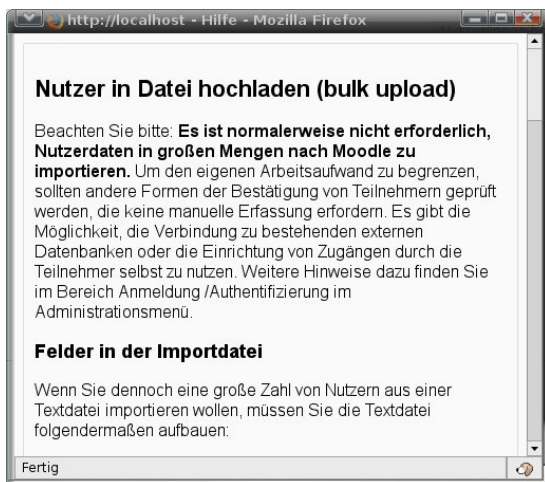 http://localhost - Hilfe - Mozilla Firefox
Nutzer in Datei hochladen (bulk upload)
Beachten Sie bitte: Es ist normalerweise nicht erforderlich,
Nutzerdaten in großen Mengen nach Moodle zu
importieren. Um den eigenen Arbeitsaufwand zu begrenzen,
sollten andere Formen der Bestätigung von Teilnehmern geprüft
werden, die keine manuelle Erfassung erfordern. Es gibt die
Möglichkeit, die Verbindung zu bestehenden externen
Datenbanken oder die Einrichtung von Zugängen durch die
Teilnehmer selbst zu nutzen. Weitere Hinweise dazu finden Sie
im Bereich Anmeldung /Authentifizierung im
Administrationsmenü.
Felder in der Importdatei
Wenn Sie dennoch eine große Zahl von Nutzern aus einer
Textdatei importieren wollen, müssen Sie die Textdatei
folgendermaßen aufbauen:
Fertig